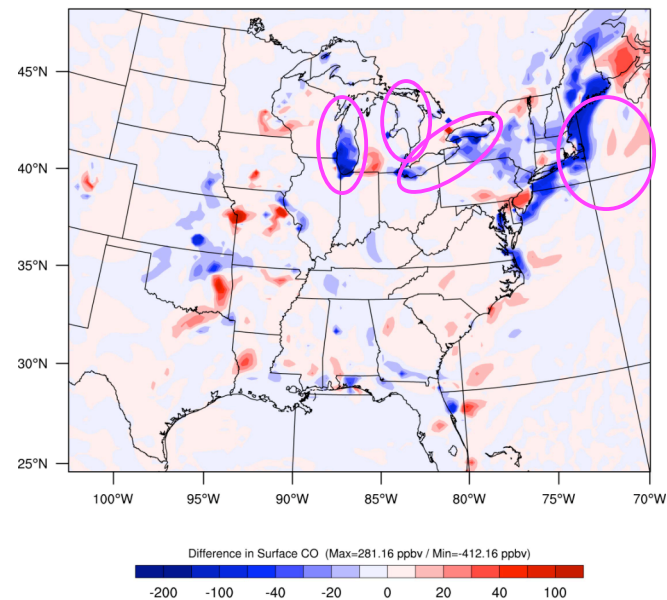 45°N
40°N
35°N
30°N
25°N
100°W 95°W 90°W 85°W 80°W 75°W 70°W
Difference in Surface CO (Max=281.16 ppbv / Min=-412.16 ppbv)
-200 -100 -40 -20 0 20 40 100